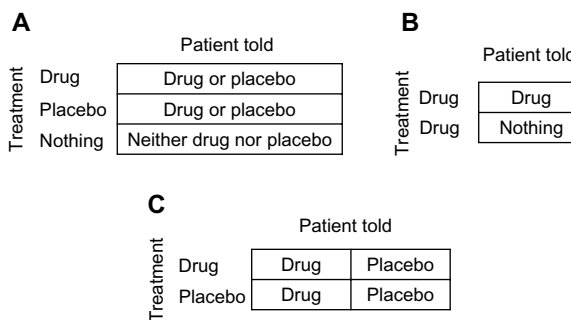 A
Patient told
Treatment
Drug Drug or placebo
Placebo Drug or placebo
Nothing Neither drug nor placebo
B
Patient told
Treatment
Drug Drug
Drug Nothing
C
Patient told
Treatment
Drug Drug Placebo
Placebo Drug Placebo